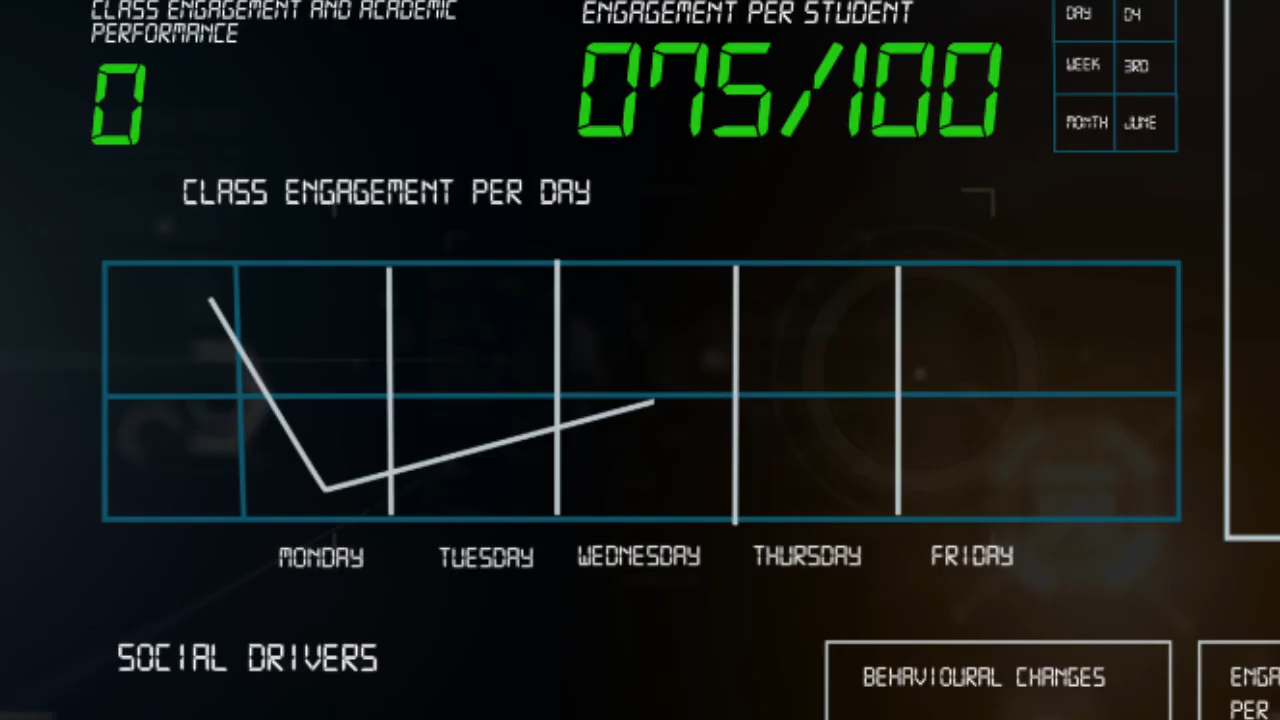 CLASS ENGAGEMENT AND ACADEMIC
PERFORMANCE
0
ENGAGEMENT PER STUDENT
075/100
DAY 04
WEEK 3RD
MONTH JUNE
CLASS ENGAGEMENT PER DAY
MONDAY TUESDAY WEDNESDAY THURSDAY FRIDAY
SOCIAL DRIVERS
BEHAVIOURAL CHANGES
ENGA
PER